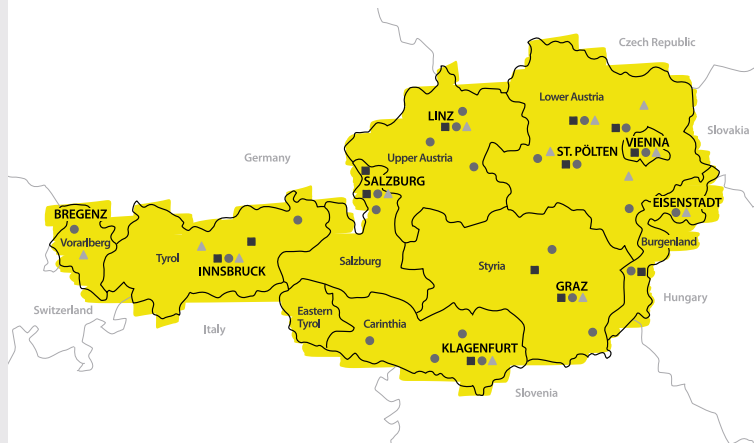 Czech Republic
Lower Austria
LINZ
Slovakia
VIENNA
ST. PÖLTEN
Germany
Upper Austria
SALZBURG
EISENSTADT
BREGENZ
Vorarlberg
Burgenland
Tyrol
INNSBRUCK
Salzburg
Styria
GRAZ
Hungary
Switzerland
Italy
Eastern
Tyrol
Carinthia
KLAGENFURT
Slovenia